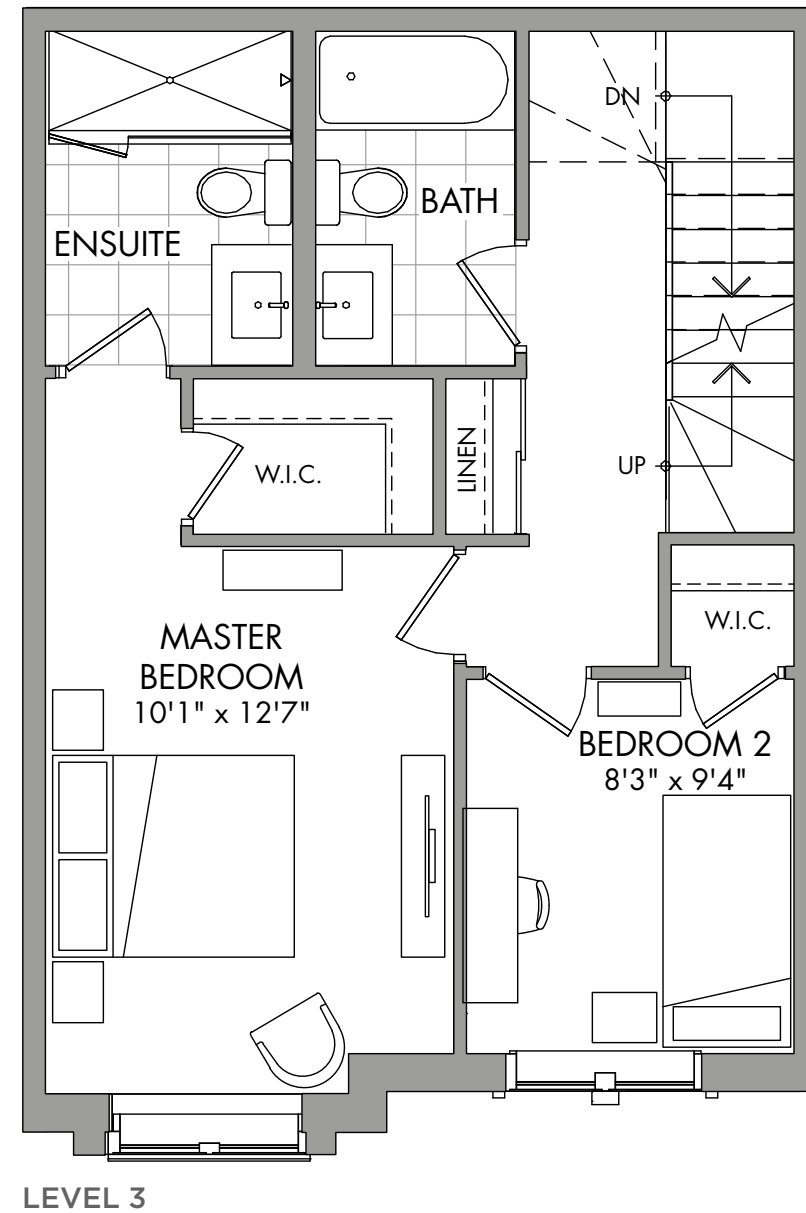 DN
BATH
ENSUITE
W.I.C.
LINEN
UP
W.I.C.
MASTER
BEDROOM
10'1" x 12'7"
BEDROOM 2
8'3" x 9'4"
LEVEL 3